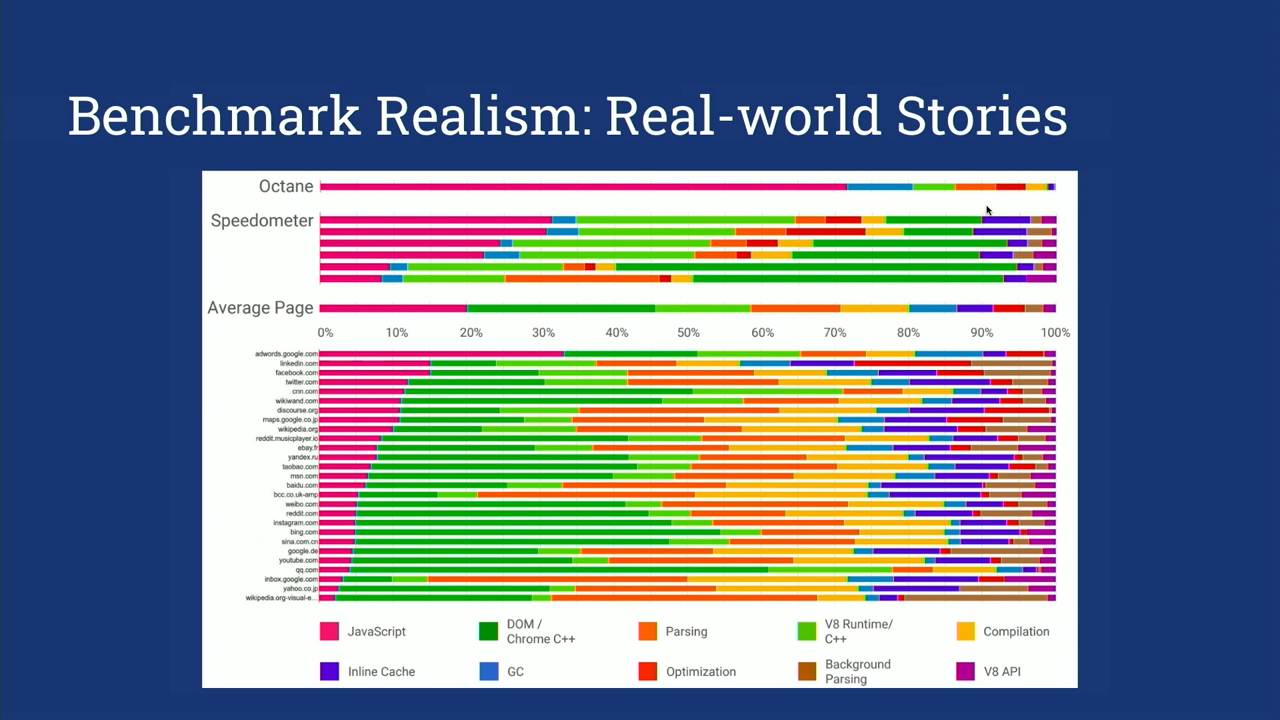 Benchmark Realism: Real-world Stories
Octane
Speedometer
Average Page
0% 10% 20% 30% 40% 50% 60% 70% 80% 90% 100%
adwords.google.com
linkedin.com
facebook.com
twitter.com
cnn.com
wikiwand.com
discourse.org
maps.google.co.jp
wikipedia.org
reddit.musicplayer.io
ebay.fr
yandex.ru
taobao.com
msn.com
baidu.com
bcc.co.uk-amp
weibo.com
reddit.com
instagram.com
bing.com
sina.com.cn
google.de
youtube.com
qq.com
inbox.google.com
yahoo.co.jp
wikipedia.org-visual-e...
JavaScript DOM / Chrome C++ Parsing V8 Runtime/ C++ Compilation
Inline Cache GC Optimization Background Parsing V8 API